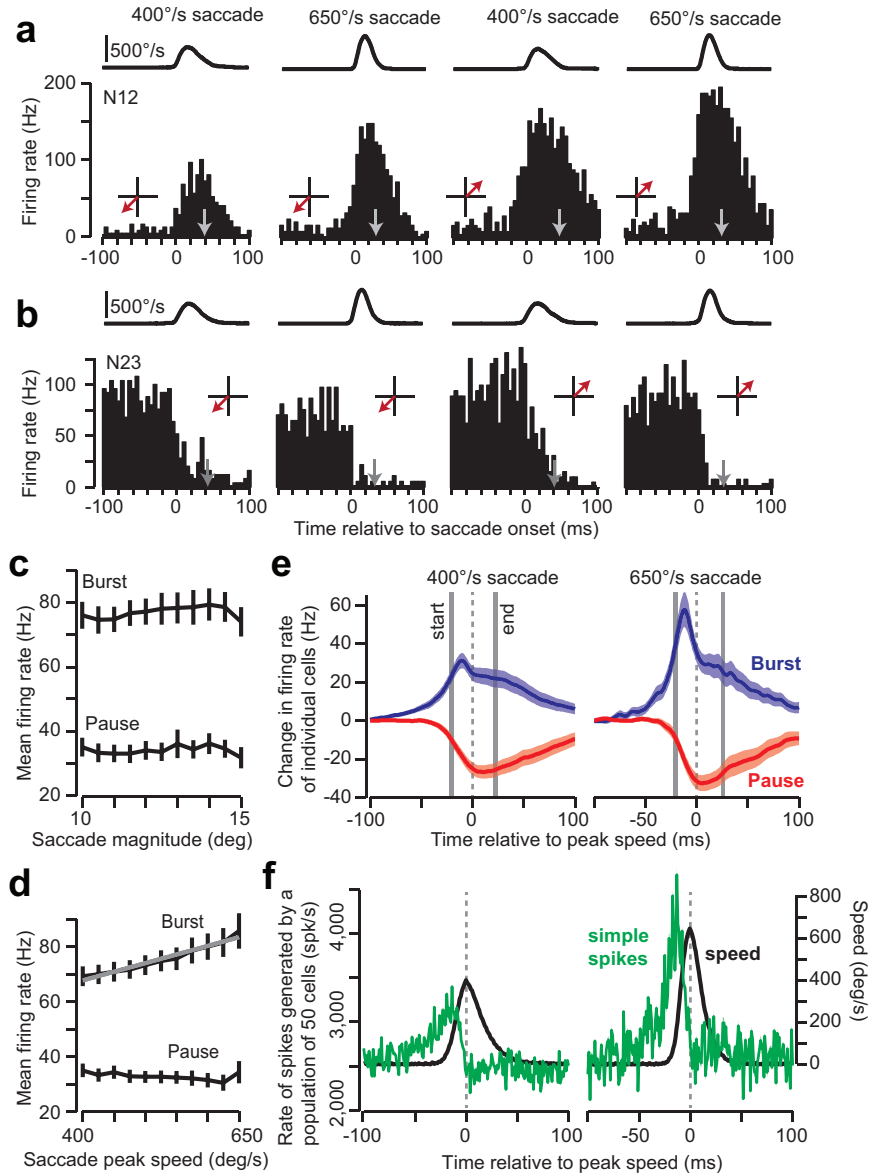 a
400°/s saccade 650°/s saccade 400°/s saccade 650°/s saccade
500°/s
200
100
0
Firing rate (Hz)
N12
-100 0 100 0 100 0 100 0 100
b
500°/s
N23
100
50
0
Firing rate (Hz)
-100 0 100 0 100 0 100 0 100
Time relative to saccade onset (ms)
c
Burst
Pause
80
60
40
20
Mean firing rate (Hz)
10 15
Saccade magnitude (deg)
d
Burst
Pause
80
60
40
20
Mean firing rate (Hz)
400 650
Saccade peak speed (deg/s)
e
400°/s saccade 650°/s saccade
start
end
Burst
Pause
60
40
20
0
-20
-40
Change in firing rate
of individual cells (Hz)
-100 -50 0 50 100 -50 0 50 100
Time relative to peak speed (ms)
f
simple
spikes
speed
4,000
3,000
2,000
Rate of spikes generated by a
population of 50 cells (spk/s)
800
600
400
200
0
Speed (deg/s)
-100 0 100 -50 0 50 100
Time relative to peak speed (ms)